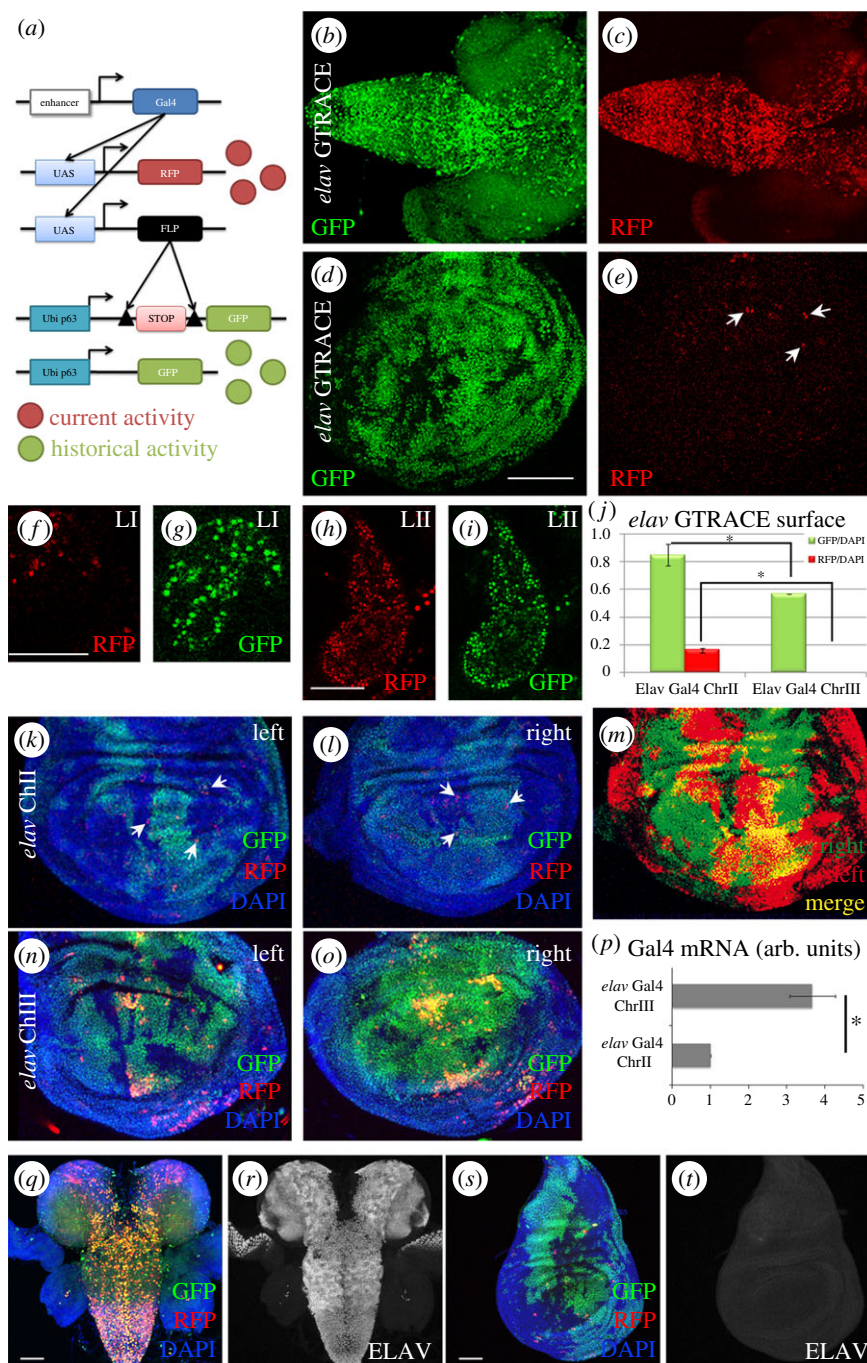 (a)
enhancer
Gal4
UAS
RFP
UAS
FLP
Ubi p63
STOP
GFP
Ubi p63
GFP
current activity
historical activity
(b)
elav GTRACE
GFP
(c)
RFP
(d)
elav GTRACE
GFP
(e)
RFP
(f)
LI
RFP
(g)
LI
GFP
(h)
LII
RFP
(i)
LII
GFP
(j)
elav GTRACE surface
1.0
0.8
0.6
0.4
0.2
0
GFP/DAPI
RFP/DAPI
*
*
Elav Gal4 ChrII
Elav Gal4 ChrIII
(k)
left
elav ChII
GFP
RFP
DAPI
(l)
right
GFP
RFP
DAPI
(m)
right
left
merge
(n)
left
elav ChIII
GFP
RFP
DAPI
(o)
right
GFP
RFP
DAPI
(p)
Gal4 mRNA (arb. units)
elav Gal4
ChrIII
elav Gal4
ChrII
*
0 1 2 3 4 5
(q)
GFP
RFP
DAPI
(r)
ELAV
(s)
GFP
RFP
DAPI
(t)
ELAV